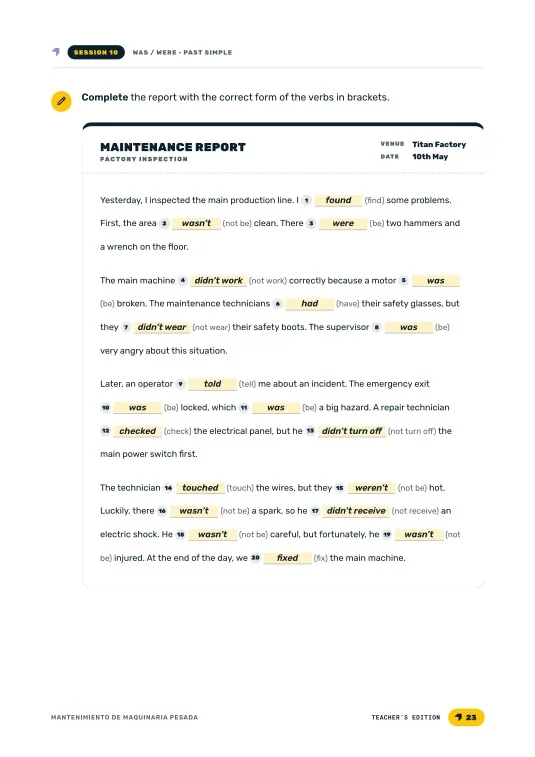 SESSION 10 WAS / WERE · PAST SIMPLE
Complete the report with the correct form of the verbs in brackets.
MAINTENANCE REPORT
FACTORY INSPECTION
VENUE Titan Factory
DATE 10th May
Yesterday, I inspected the main production line. I 1 found (find) some problems.
First, the area 2 wasn't (not be) clean. There 3 were (be) two hammers and
a wrench on the floor.
The main machine 4 didn't work (not work) correctly because a motor 5 was
(be) broken. The maintenance technicians 6 had (have) their safety glasses, but
they 7 didn't wear (not wear) their safety boots. The supervisor 8 was (be)
very angry about this situation.
Later, an operator 9 told (tell) me about an incident. The emergency exit
10 was (be) locked, which 11 was (be) a big hazard. A repair technician
12 checked (check) the electrical panel, but he 13 didn't turn off (not turn off) the
main power switch first.
The technician 14 touched (touch) the wires, but they 15 weren't (not be) hot.
Luckily, there 16 wasn't (not be) a spark, so he 17 didn't receive (not receive) an
electric shock. He 18 wasn't (not be) careful, but fortunately, he 19 wasn't (not
be) injured. At the end of the day, we 20 fixed (fix) the main machine.
MANTENIMIENTO DE MAQUINARIA PESADA
TEACHER'S EDITION 23